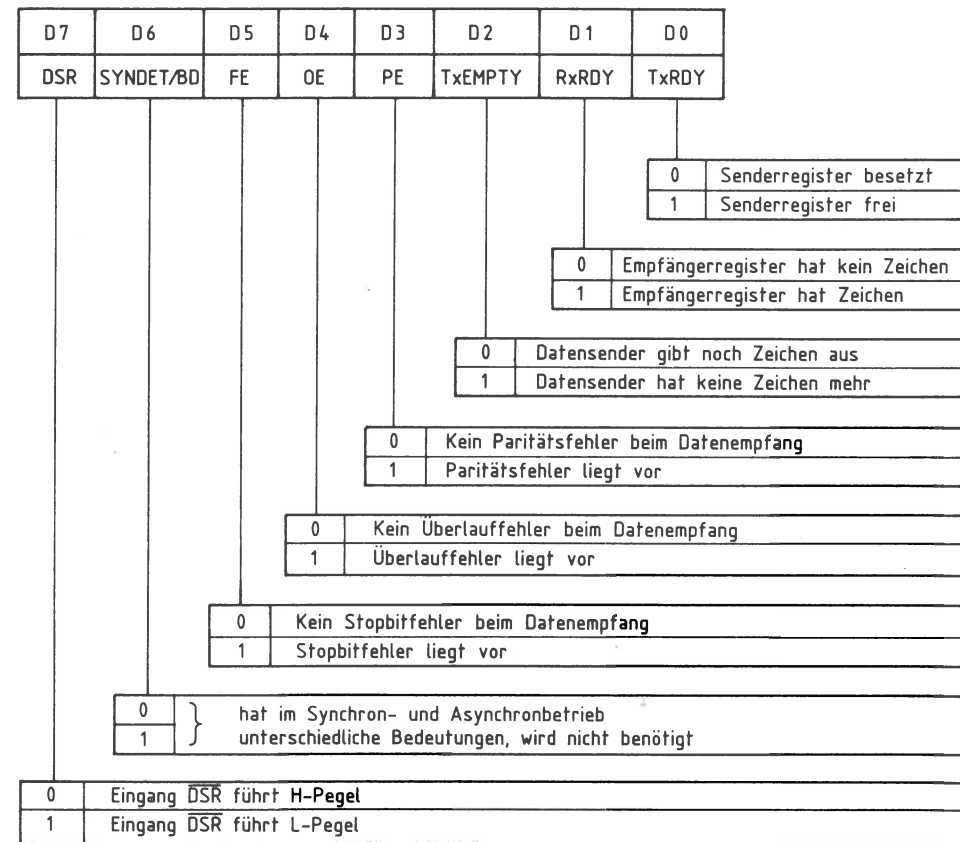 D7 D6 D5 D4 D3 D2 D1 D0
DSR SYNDET/BD FE OE PE TxEMPTY RxRDY TxRDY
0 Senderregister besetzt
1 Senderregister frei
0 Empfängerregister hat kein Zeichen
1 Empfängerregister hat Zeichen
0 Datensender gibt noch Zeichen aus
1 Datensender hat keine Zeichen mehr
0 Kein Paritätsfehler beim Datenempfang
1 Paritätsfehler liegt vor
0 Kein Überlauffehler beim Datenempfang
1 Überlauffehler liegt vor
0 Kein Stopbitfehler beim Datenempfang
1 Stopbitfehler liegt vor
0 } hat im Synchron- und Asynchronbetrieb
1 unterschiedliche Bedeutungen, wird nicht benötigt
0 Eingang D̅S̅R̅ führt H-Pegel
1 Eingang D̅S̅R̅ führt L-Pegel